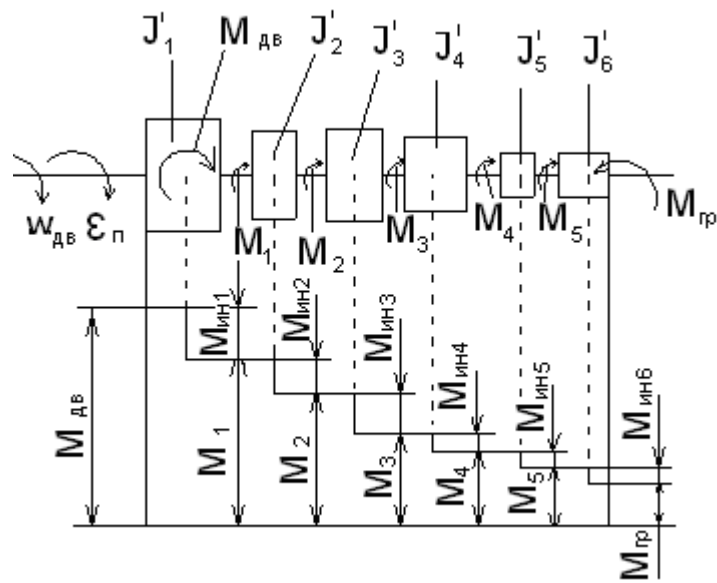 J'1 Mдв J'2 J'3 J'4 J'5 J'6
wдв εп M1 M2 M3 M4 M5 Mгр
Mин1 Mин2 Mин3 Mин4 Mин5 Mин6
Mдв M1 M2 M3 M4 M5 Mгр